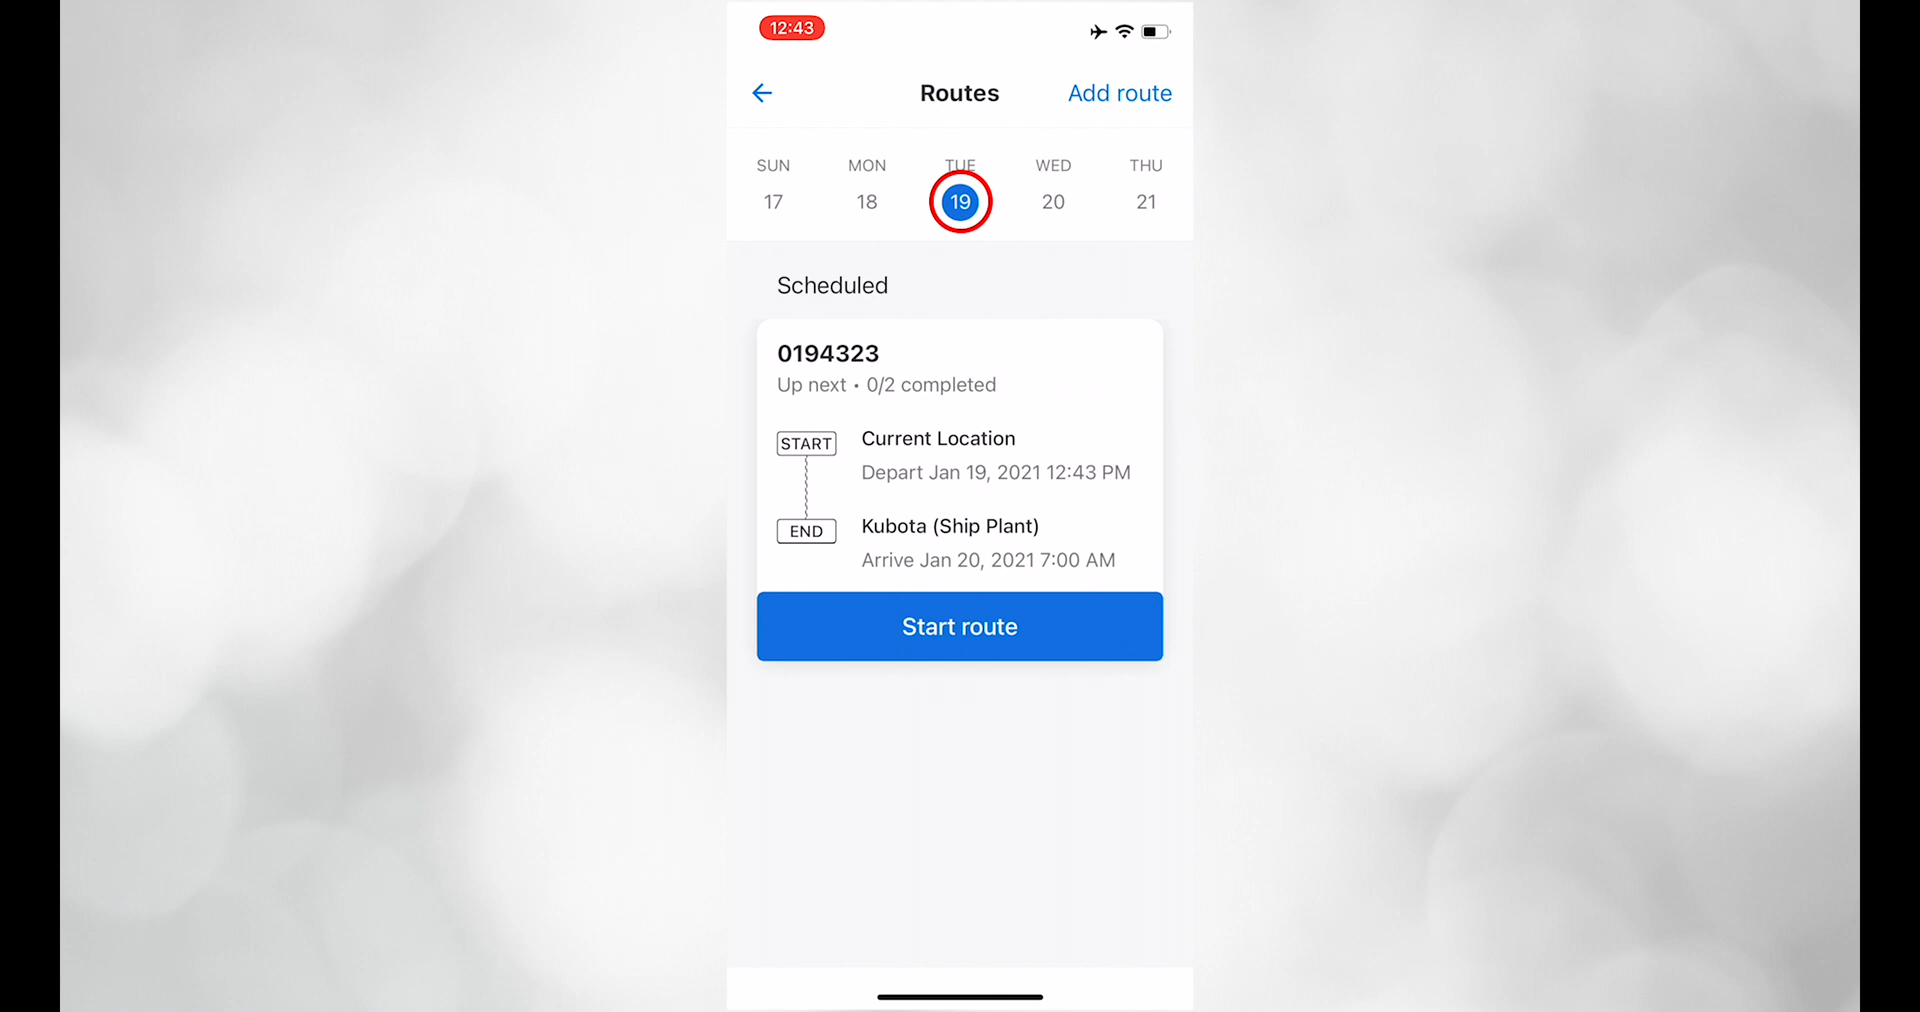 12:43
Routes
Add route
SUN MON TUE WED THU
17 18 19 20 21
Scheduled
0194323
Up next • 0/2 completed
START Current Location
Depart Jan 19, 2021 12:43 PM
END Kubota (Ship Plant)
Arrive Jan 20, 2021 7:00 AM
Start route